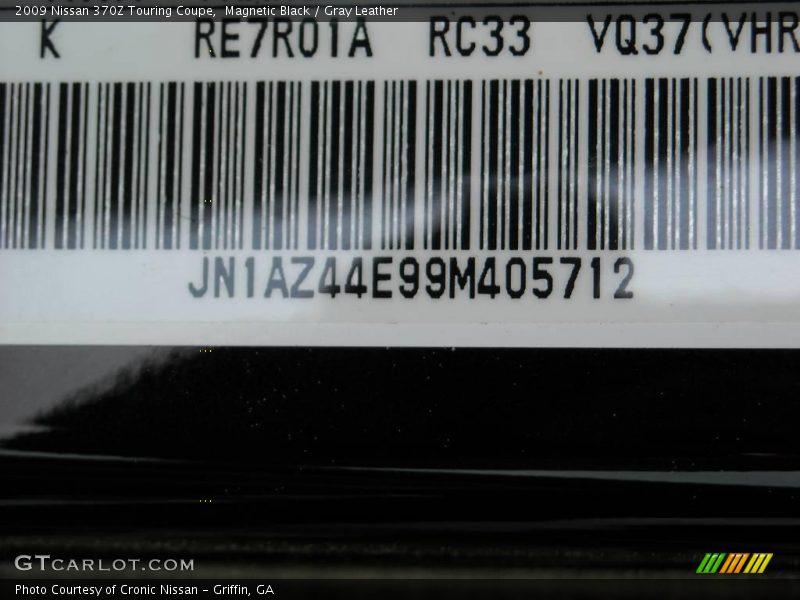 2009 Nissan 370Z Touring Coupe, Magnetic Black / Gray Leather
K RE7R01A RC33 VQ37(VHR
JN1AZ44E99M405712
GTCARLOT.COM
Photo Courtesy of Cronic Nissan - Griffin, GA